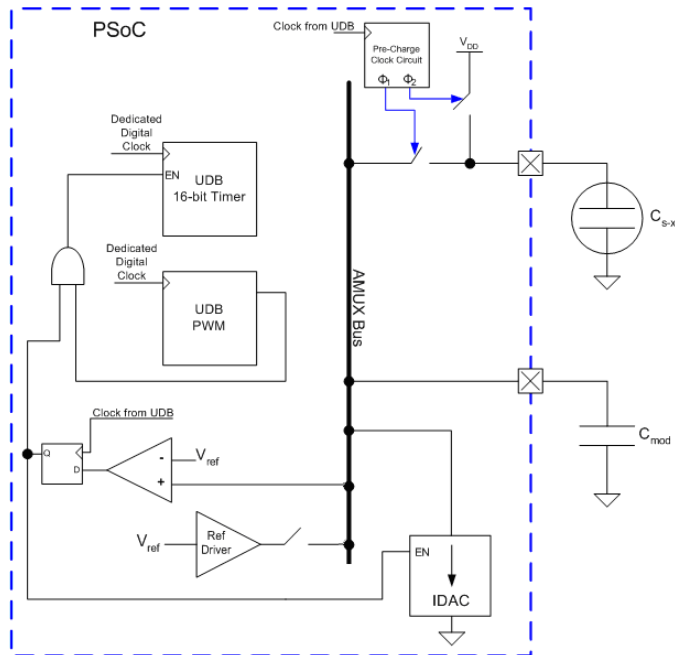 PSoC
Clock from UDB
Pre-Charge
Clock Circuit
Φ1 Φ2
VDD
Dedicated
Digital
Clock
EN
UDB
16-bit Timer
Cs-x
Dedicated
Digital
Clock
UDB
PWM
AMUX Bus
Clock from UDB
Q
D
-
+
Vref
Cmod
Vref
Ref
Driver
EN
IDAC